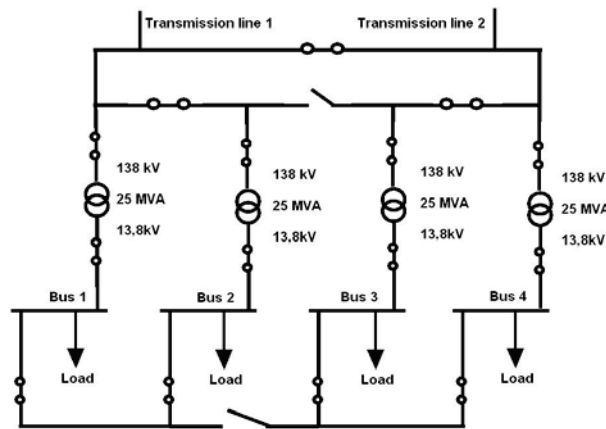 Transmission line 1
Transmission line 2
138 kV
25 MVA
13,8kV
138 kV
25 MVA
13,8kV
138 kV
25 MVA
13,8kV
138 kV
25 MVA
13,8kV
Bus 1
Bus 2
Bus 3
Bus 4
Load
Load
Load
Load